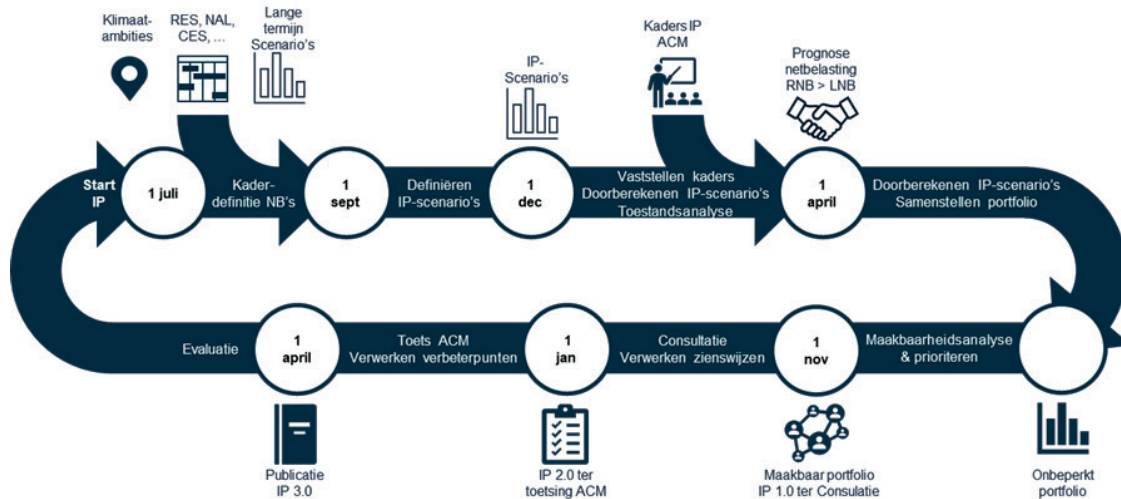 Klimaat-
ambities
RES, NAL,
CES, ...
Lange
termijn
Scenario's
IP-
Scenario's
Kaders IP
ACM
Prognose
netbelasting
RNB > LNB
Start
IP
1 juli
Kader-
definitie NB's
1
sept
Definiëren
IP-scenario's
1
dec
Vaststellen kaders
Doorberekenen IP-scenario's
Toestandsanalyse
1
april
Doorberekenen IP-scenario's
Samenstellen portfolio
Evaluatie
1
april
Toets ACM
Verwerken verbeterpunten
1
jan
Consultatie
Verwerken zienswijzen
1
nov
Maakbaarheidsanalyse
& prioriteren
Publicatie
IP 3.0
IP 2.0 ter
toetsing ACM
Maakbaar portfolio
IP 1.0 ter Consulatie
Onbeperkt
portfolio